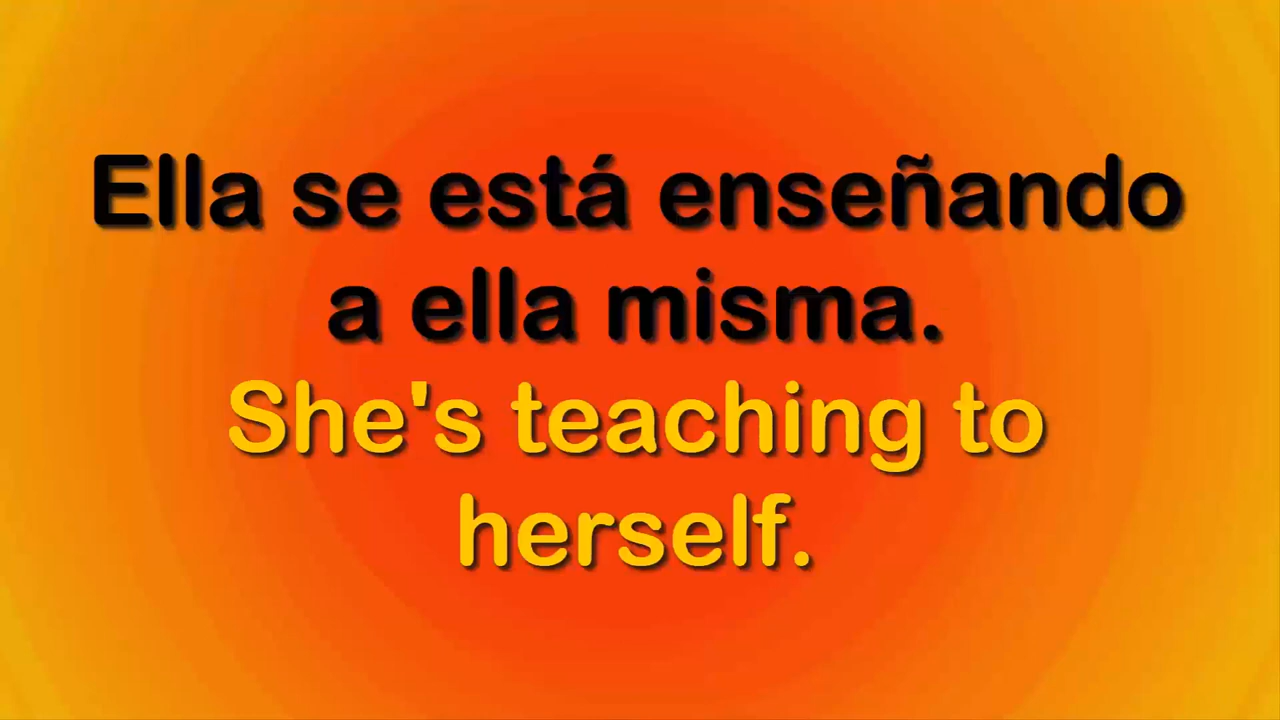 Ella se está enseñando
a ella misma.
She's teaching to
herself.